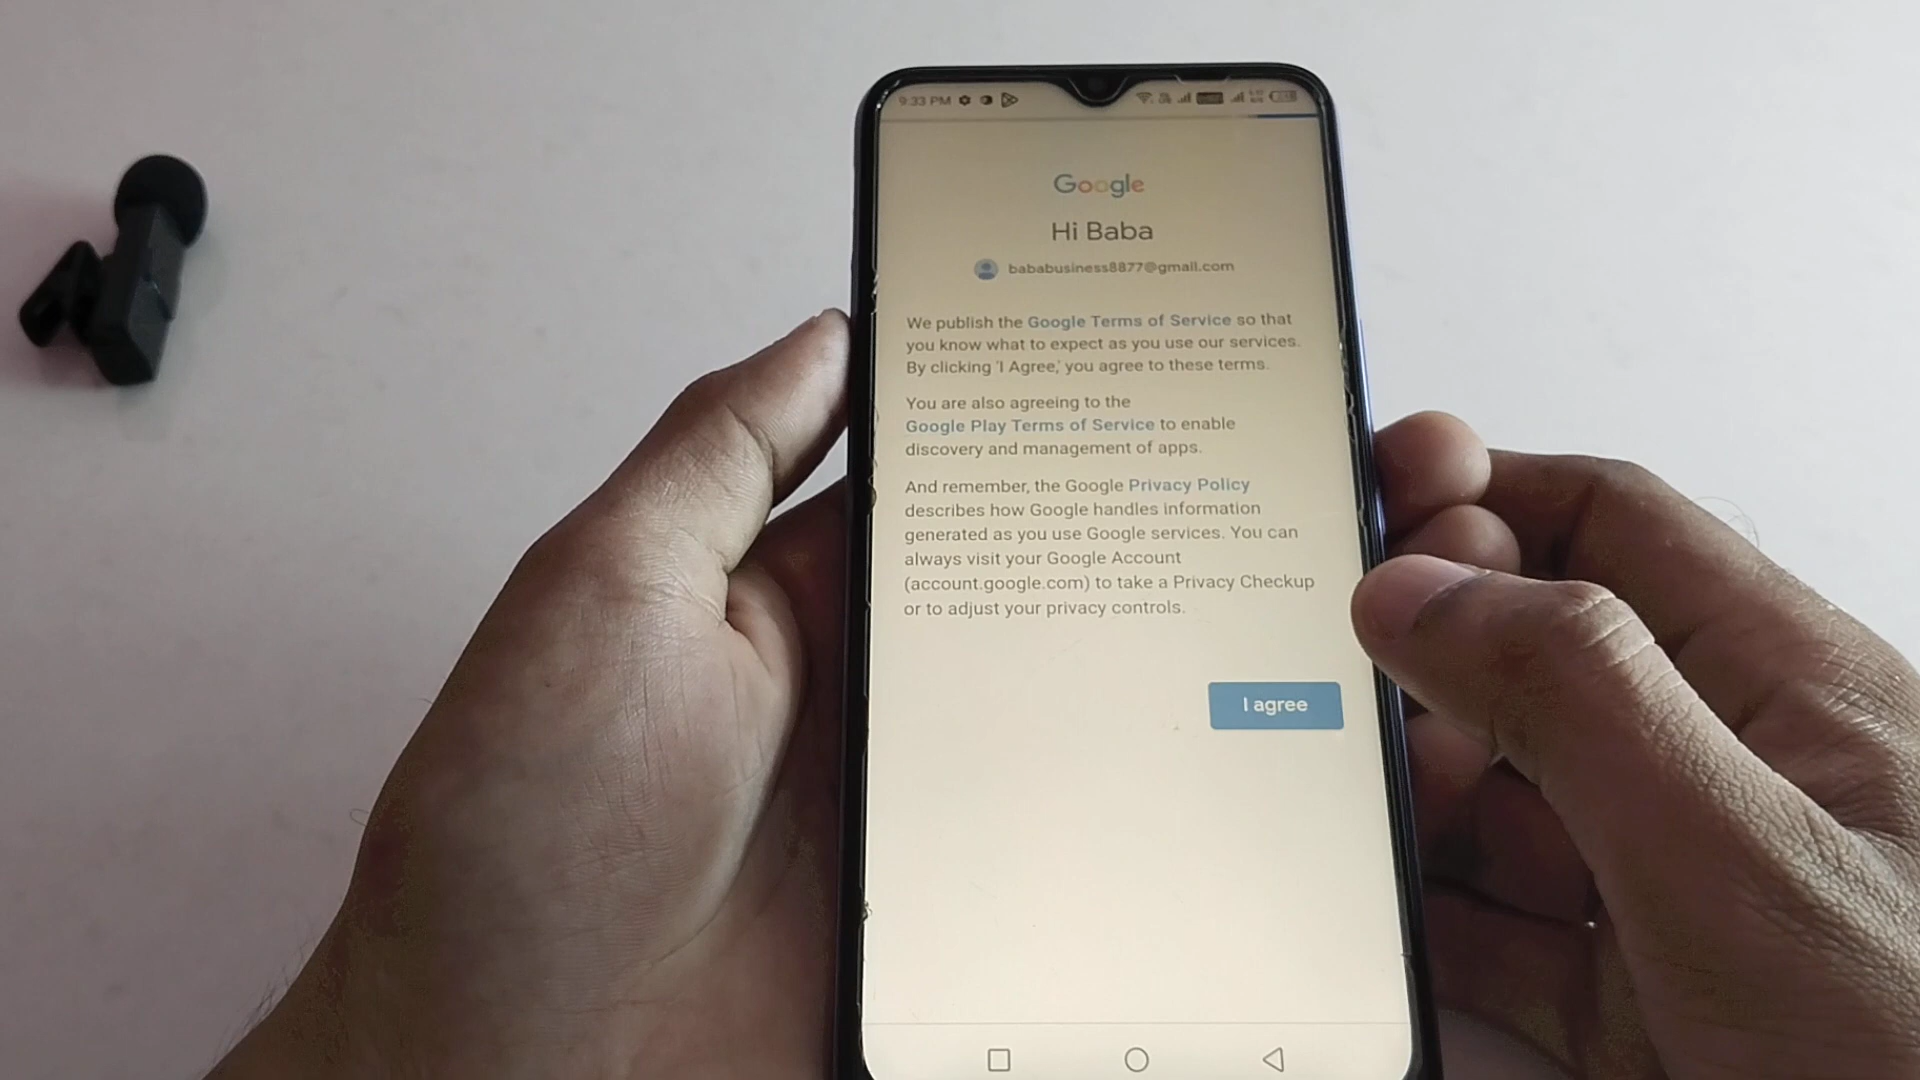 9:33 PM
Google
Hi Baba
bababusiness8877@gmail.com
We publish the Google Terms of Service so that
you know what to expect as you use our services.
By clicking 'I Agree,' you agree to these terms.
You are also agreeing to the
Google Play Terms of Service to enable
discovery and management of apps.
And remember, the Google Privacy Policy
describes how Google handles information
generated as you use Google services. You can
always visit your Google Account
(account.google.com) to take a Privacy Checkup
or to adjust your privacy controls.
I agree